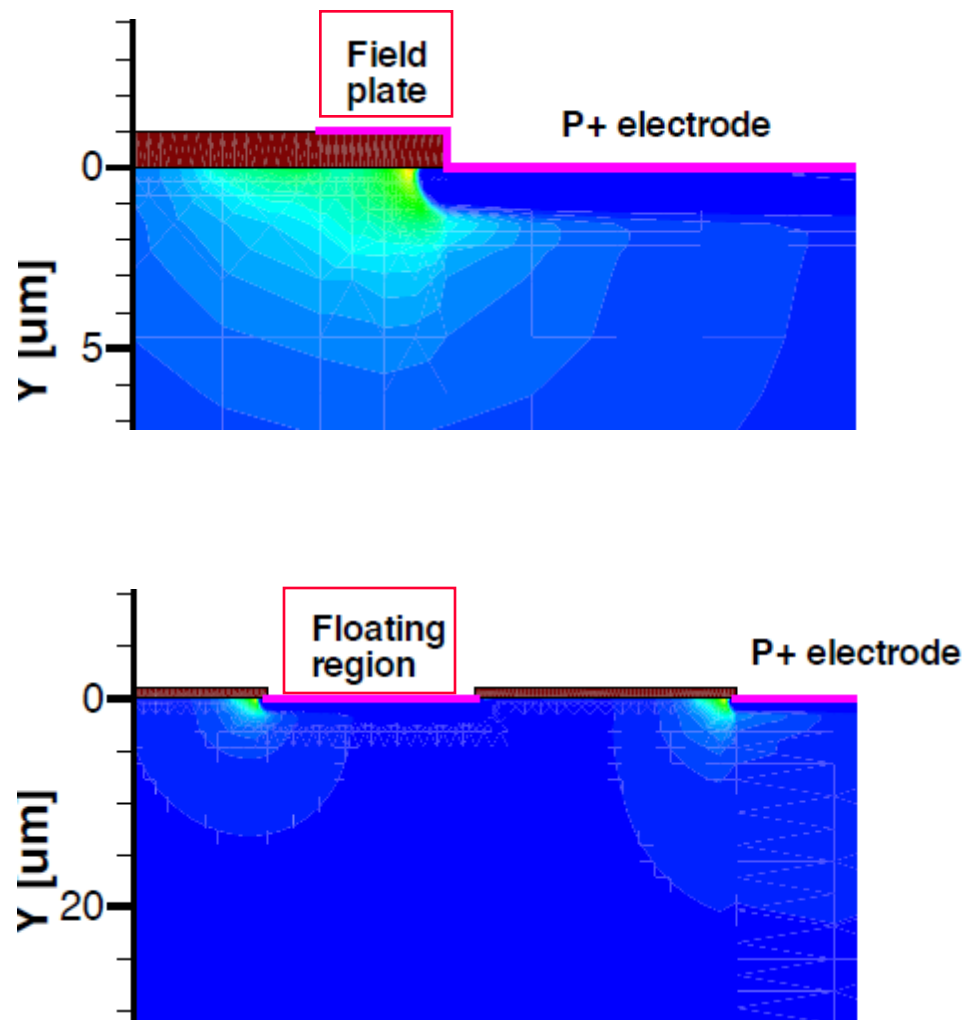 Field
plate
P+ electrode
0
5
Y [um]
Floating
region
P+ electrode
0
20
Y [um]